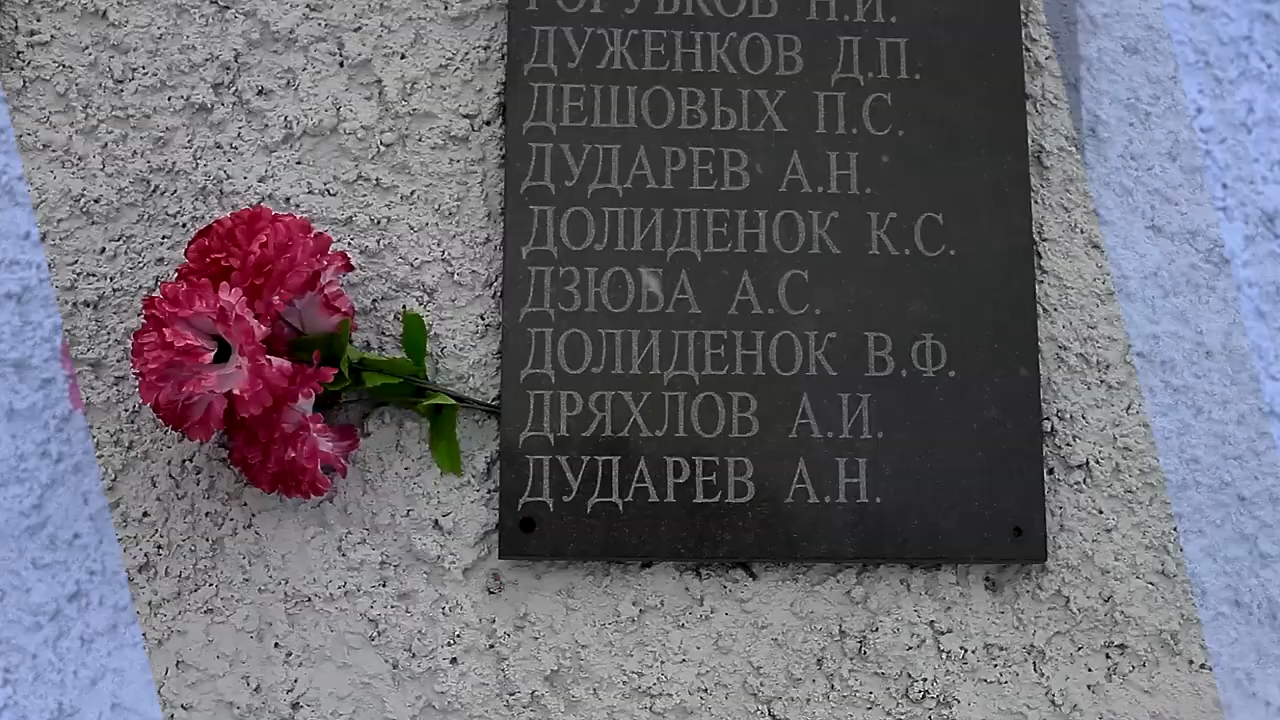 Н.И.
ДУЖЕНКОВ Д.П.
ДЕШОВЫХ П.С.
ДУДАРЕВ А.Н.
ДОЛИДЕНОК К.С.
ДЗЮБА А.С.
ДОЛИДЕНОК В.Ф.
ДРЯХЛОВ А.И.
ДУДАРЕВ А.Н.